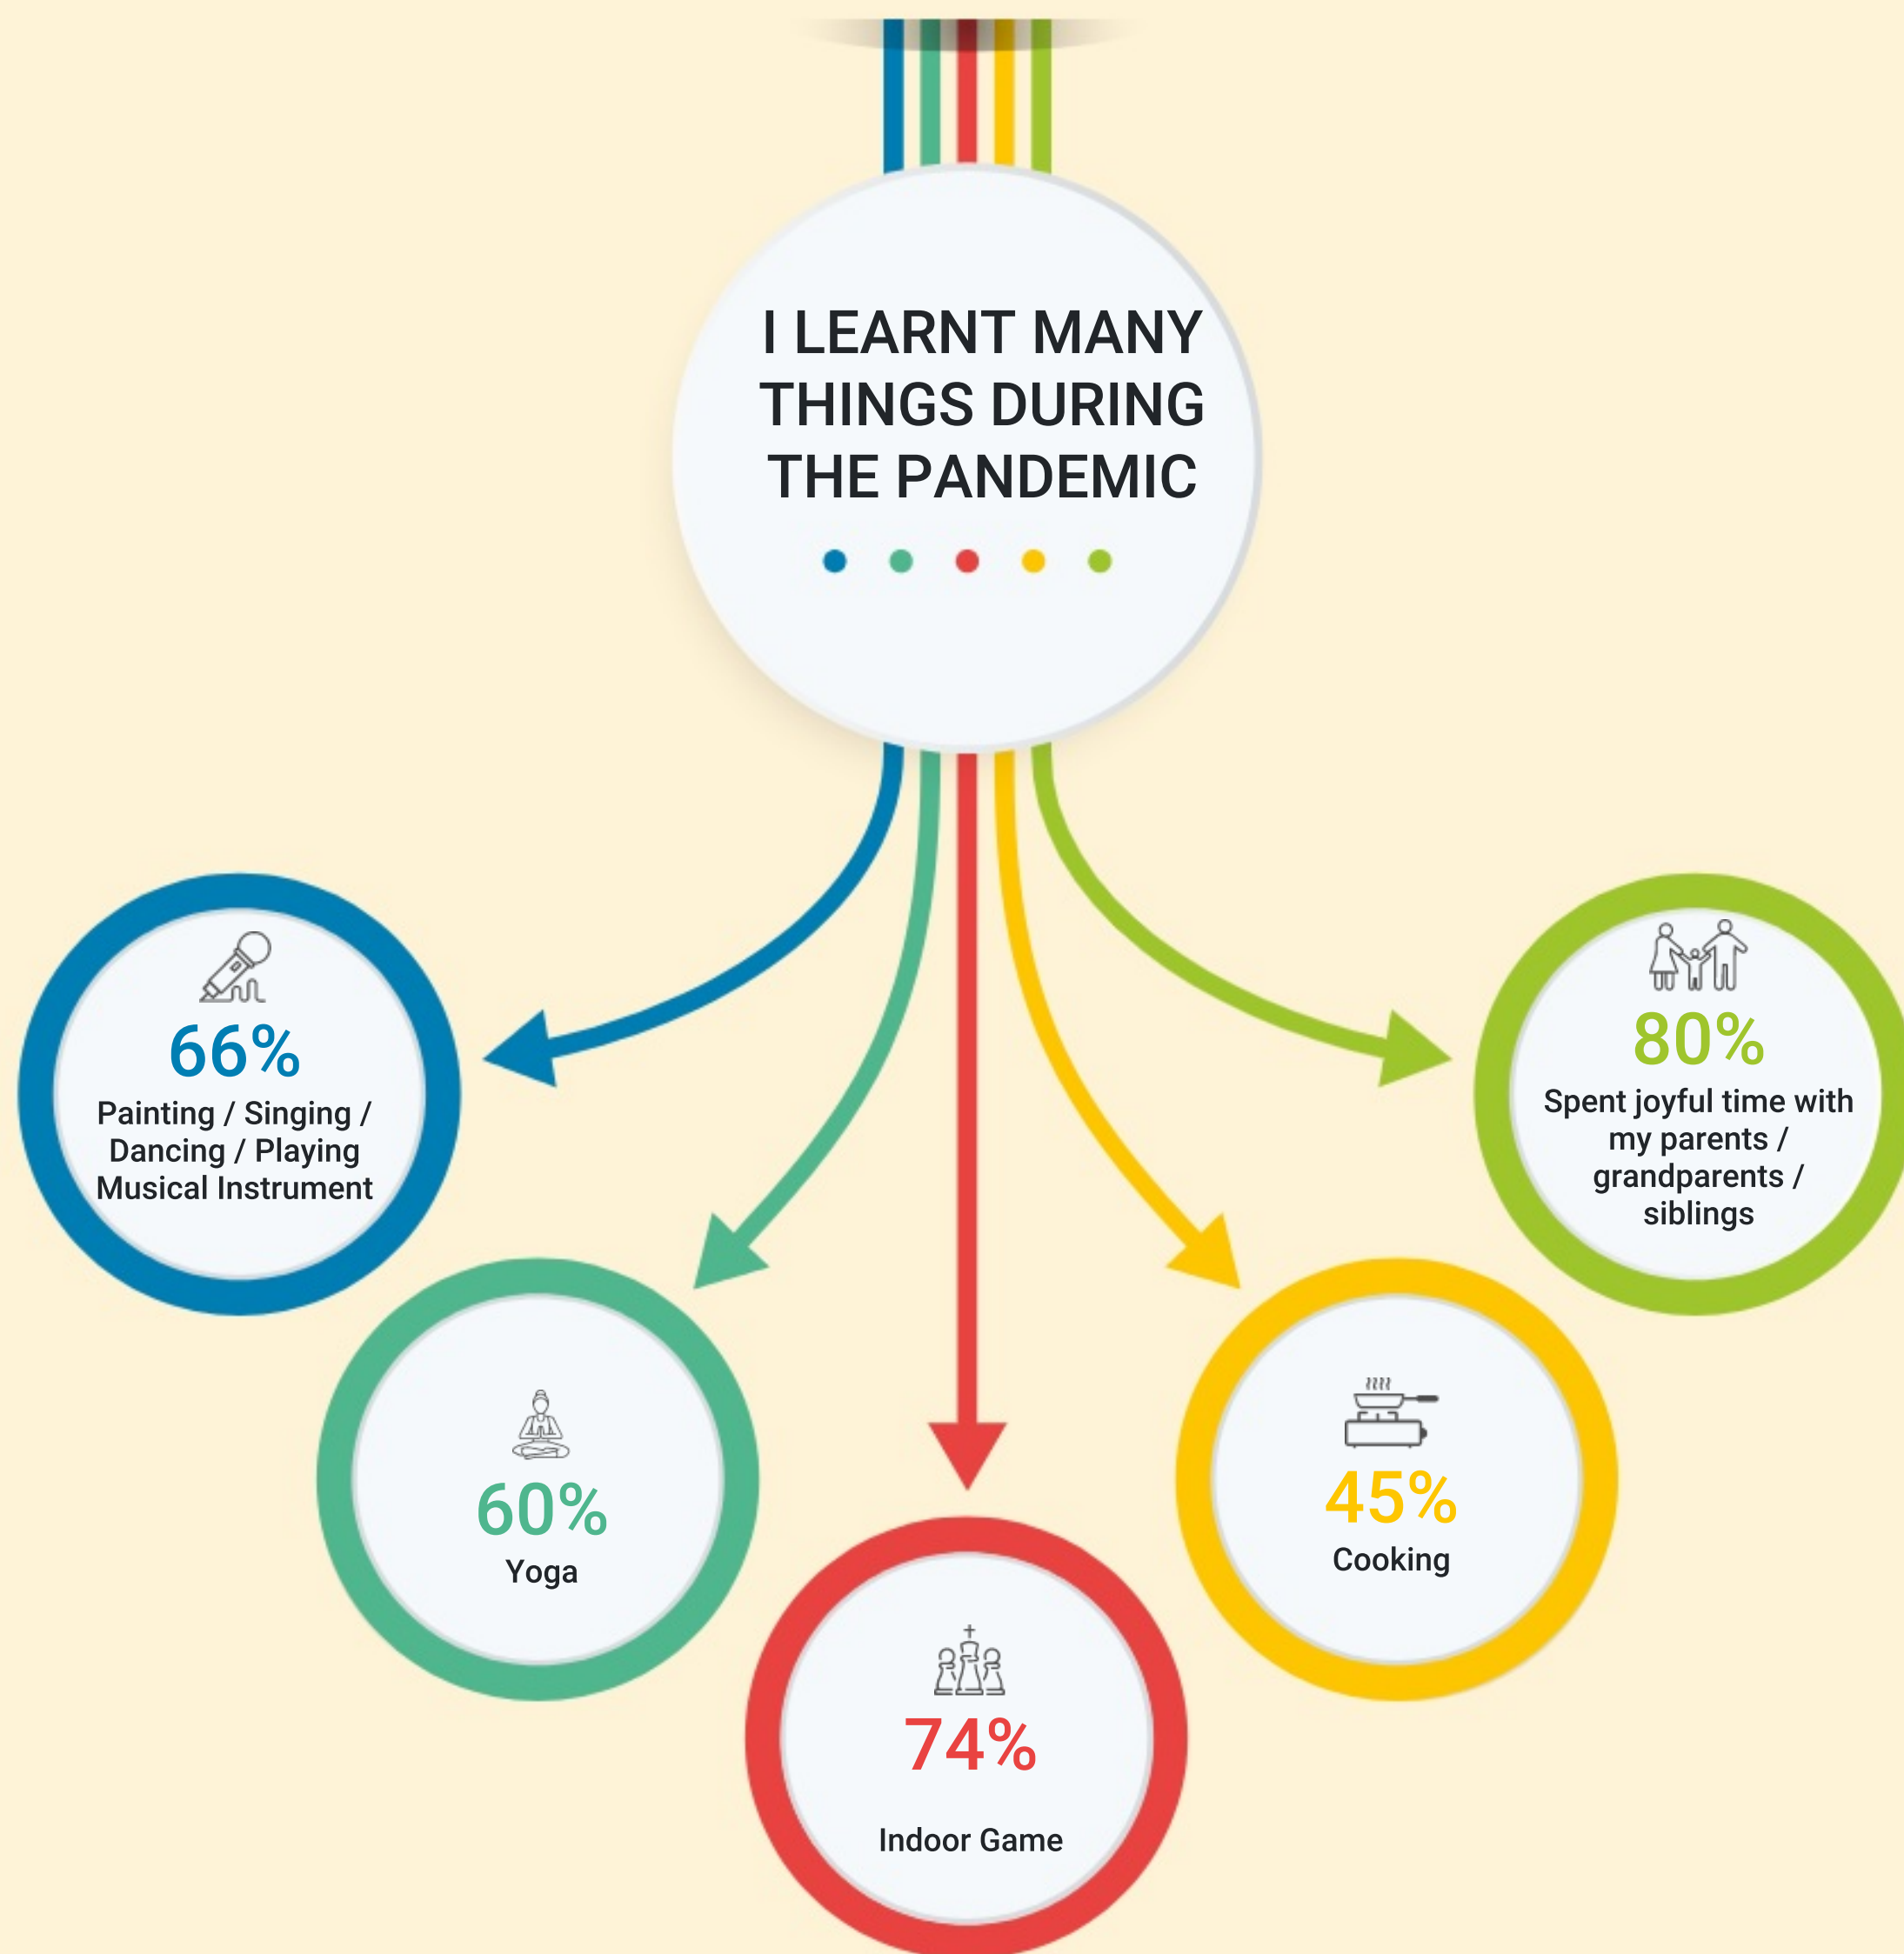 I LEARNT MANY
THINGS DURING
THE PANDEMIC
66%
Painting / Singing /
Dancing / Playing
Musical Instrument
60%
Yoga
74%
Indoor Game
45%
Cooking
80%
Spent joyful time with
my parents /
grandparents /
siblings